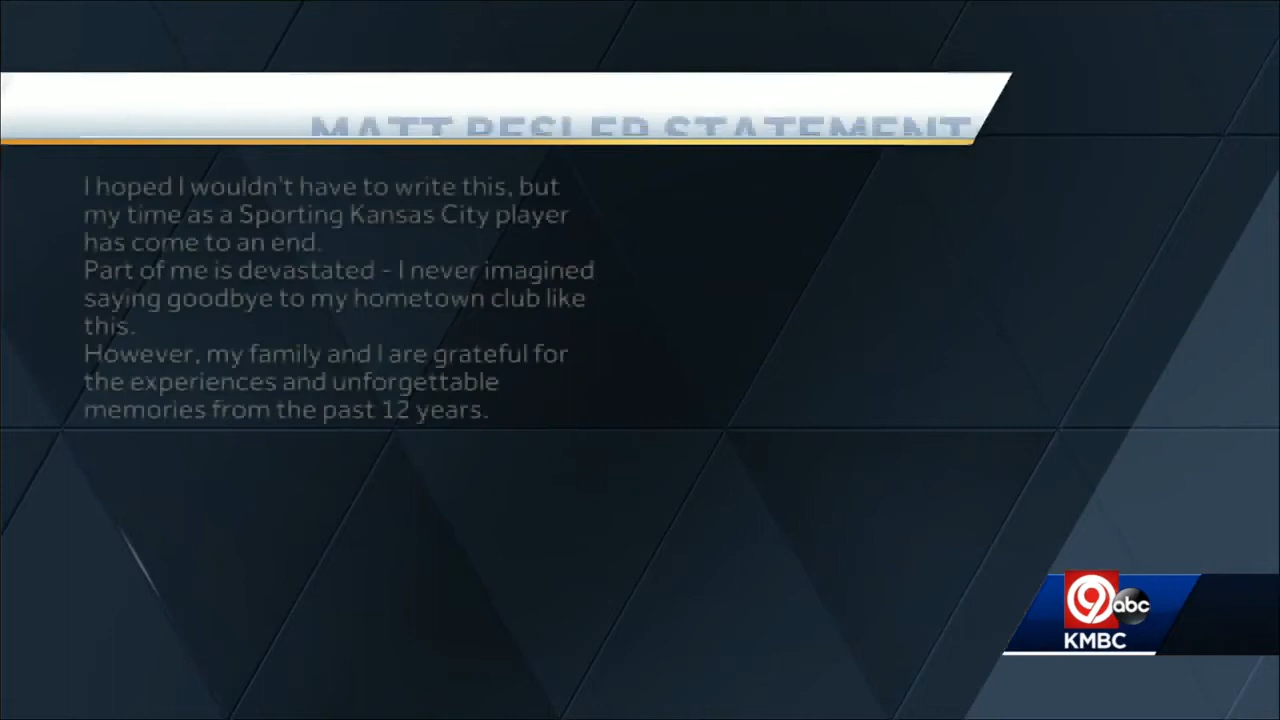 MATT BESLER STATEMENT
I hoped I wouldn't have to write this, but
my time as a Sporting Kansas City player
has come to an end.
Part of me is devastated - I never imagined
saying goodbye to my hometown club like
this.
However, my family and I are grateful for
the experiences and unforgettable
memories from the past 12 years.
9 abc
KMBC